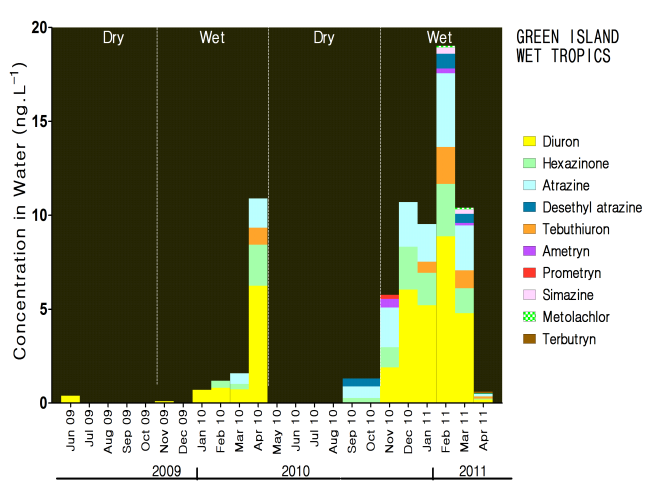 GREEN ISLAND
WET TROPICS
Dry
Wet
Dry
Wet
Concentration in Water (ng.L⁻¹)
20
15
10
5
0
Diuron
Hexazinone
Atrazine
Desethyl atrazine
Tebuthiuron
Ametryn
Prometryn
Simazine
Metolachlor
Terbutryn
Jun 09
Jul 09
Aug 09
Sep 09
Oct 09
Nov 09
Dec 09
Jan 10
Feb 10
Mar 10
Apr 10
May 10
Jun 10
Jul 10
Aug 10
Sep 10
Oct 10
Nov 10
Dec 10
Jan 11
Feb 11
Mar 11
Apr 11
2009
2010
2011